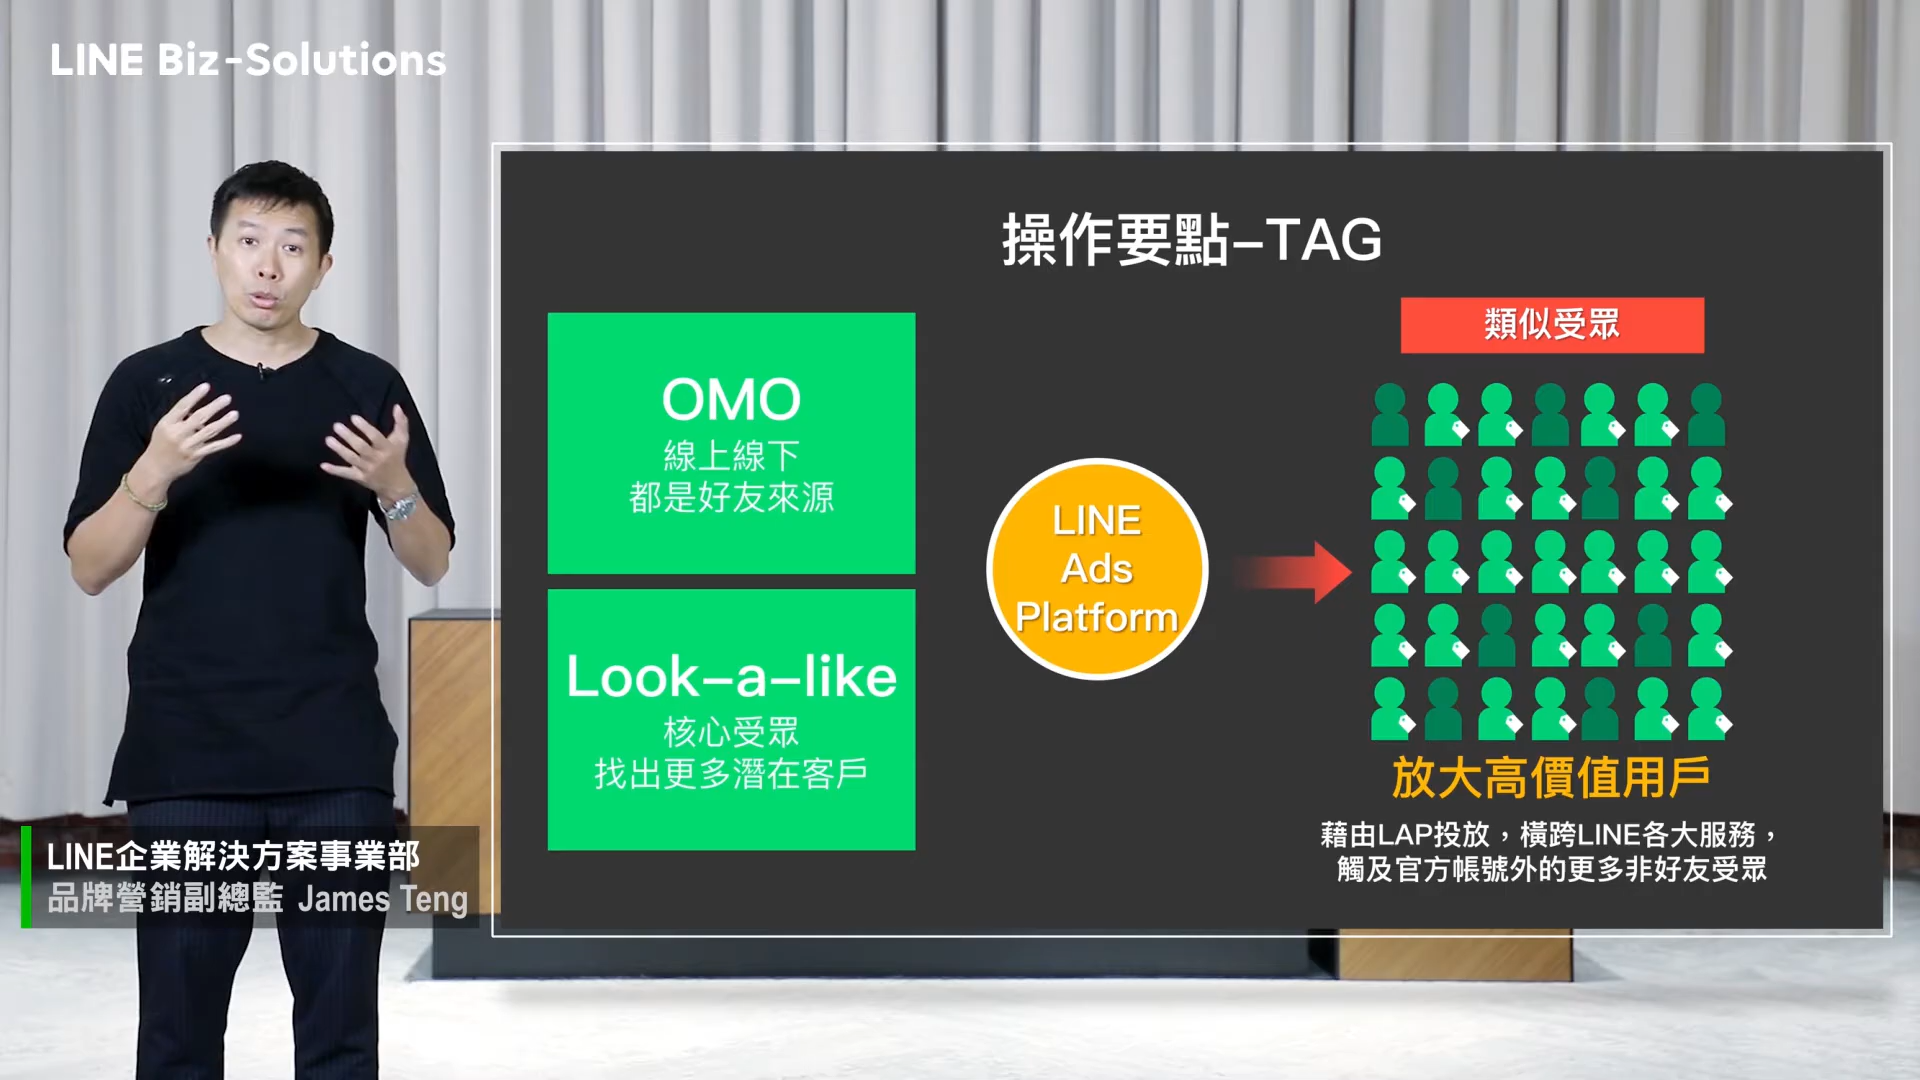 LINE Biz-Solutions
操作要點-TAG
OMO
線上線下
都是好友來源
Look-a-like
核心受眾
找出更多潛在客戶
LINE
Ads
Platform
類似受眾
放大高價值用戶
藉由LAP投放，橫跨LINE各大服務，
觸及官方帳號外的更多非好友受眾
LINE企業解決方案事業部
品牌營銷副總監 James Teng